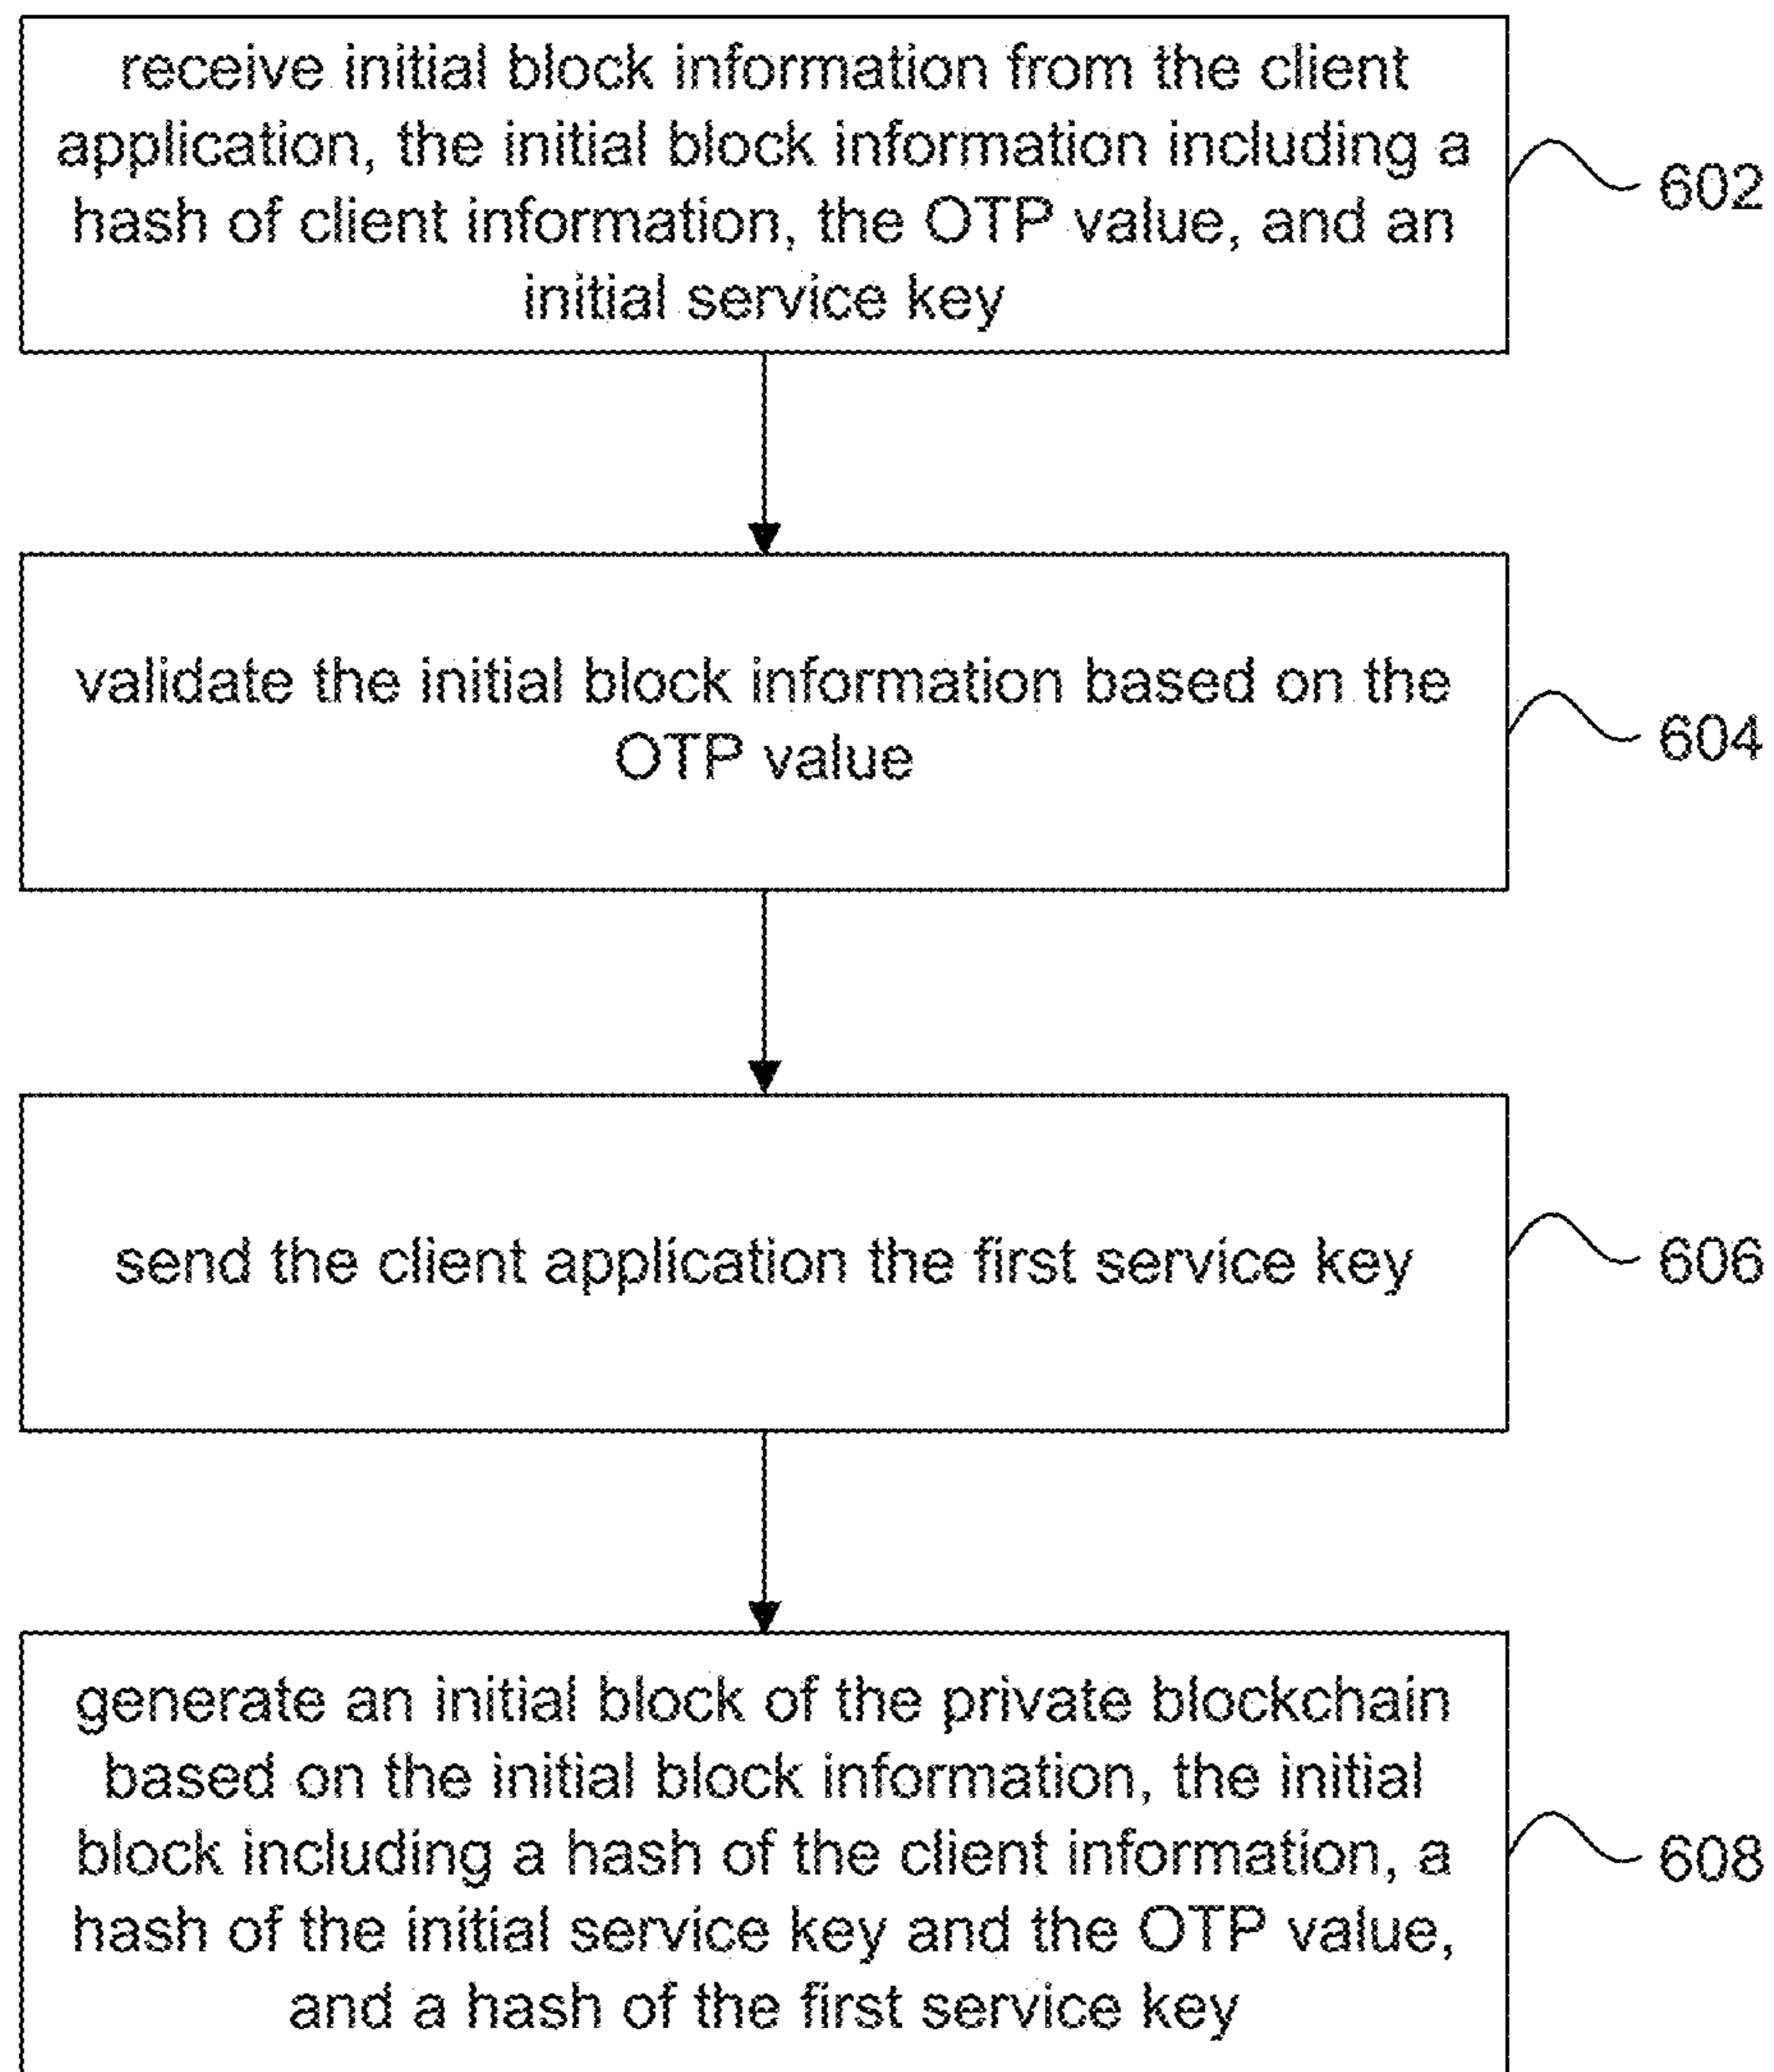 receive initial block information from the client
application, the initial block information including a
hash of client information, the OTP value, and an
initial service key
602
validate the initial block information based on the
OTP value
604
send the client application the first service key
606
generate an initial block of the private blockchain
based on the initial block information, the initial
block including a hash of the client information, a
hash of the initial service key and the OTP value,
and a hash of the first service key
608